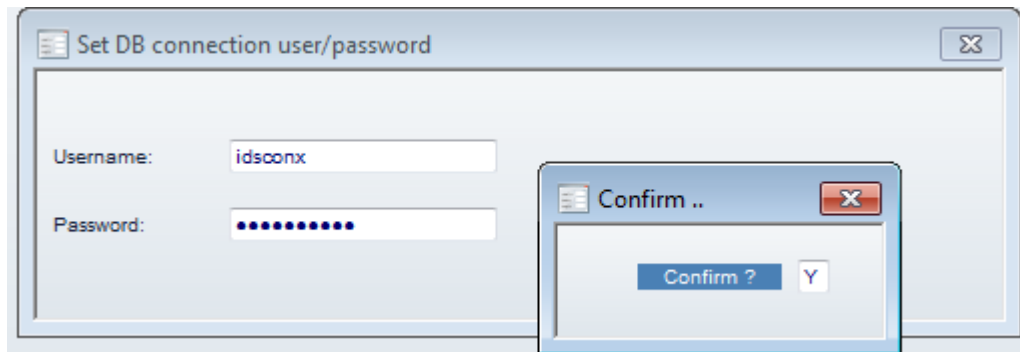 Set DB connection user/password
Username: idsconx
Password: ••••••••••
Confirm ..
Confirm ? Y